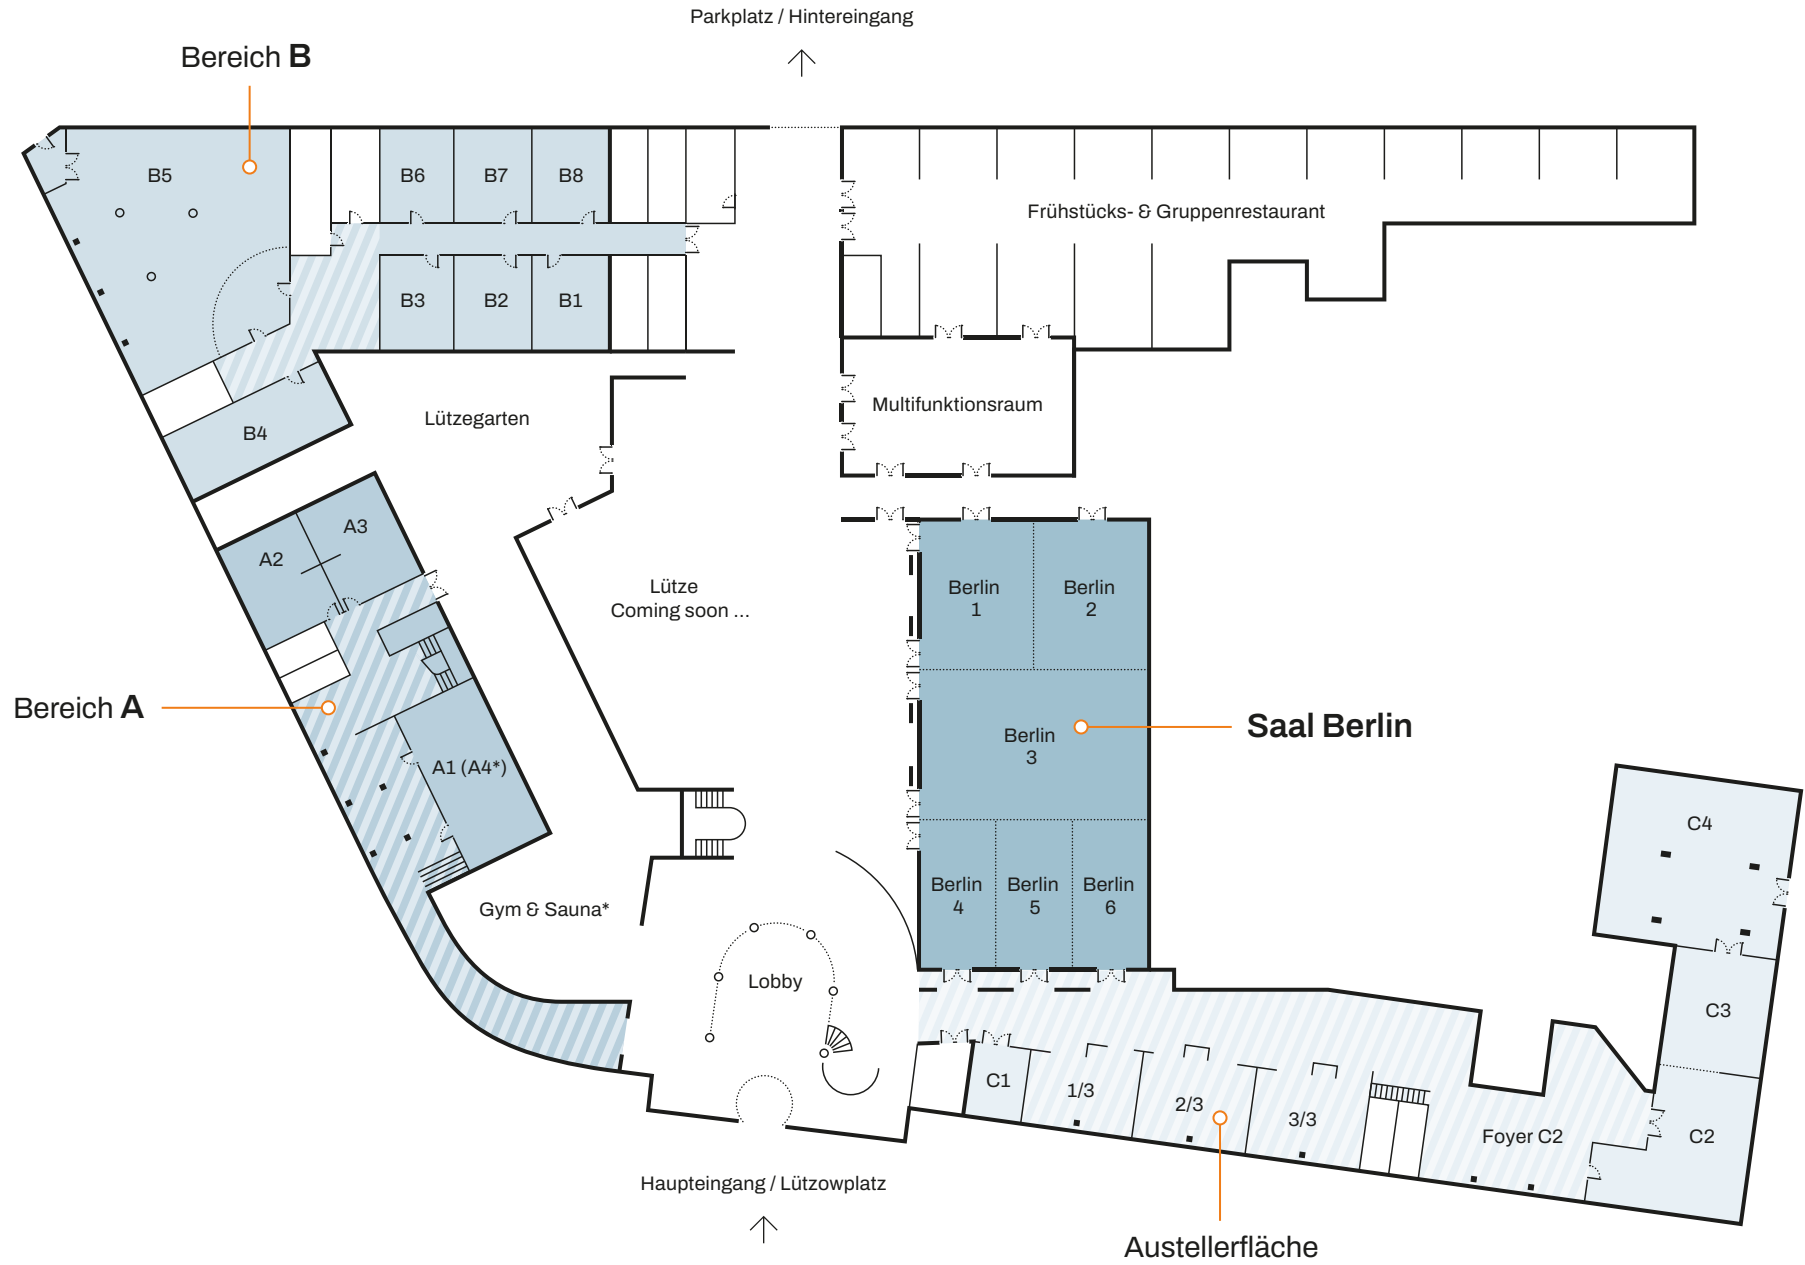 Parkplatz / Hintereingang
Bereich B
B5
B6
B7
B8
Frühstücks- & Gruppenrestaurant
B3
B2
B1
Multifunktionsraum
Lützegarten
B4
A3
A2
Lütze
Coming soon ...
Berlin
1
Berlin
2
Bereich A
Berlin
3
Saal Berlin
A1 (A4*)
C4
Berlin
4
Berlin
5
Berlin
6
Gym & Sauna*
Lobby
C3
C1
1/3
2/3
3/3
Foyer C2
C2
Haupteingang / Lützowplatz
Austellerfläche